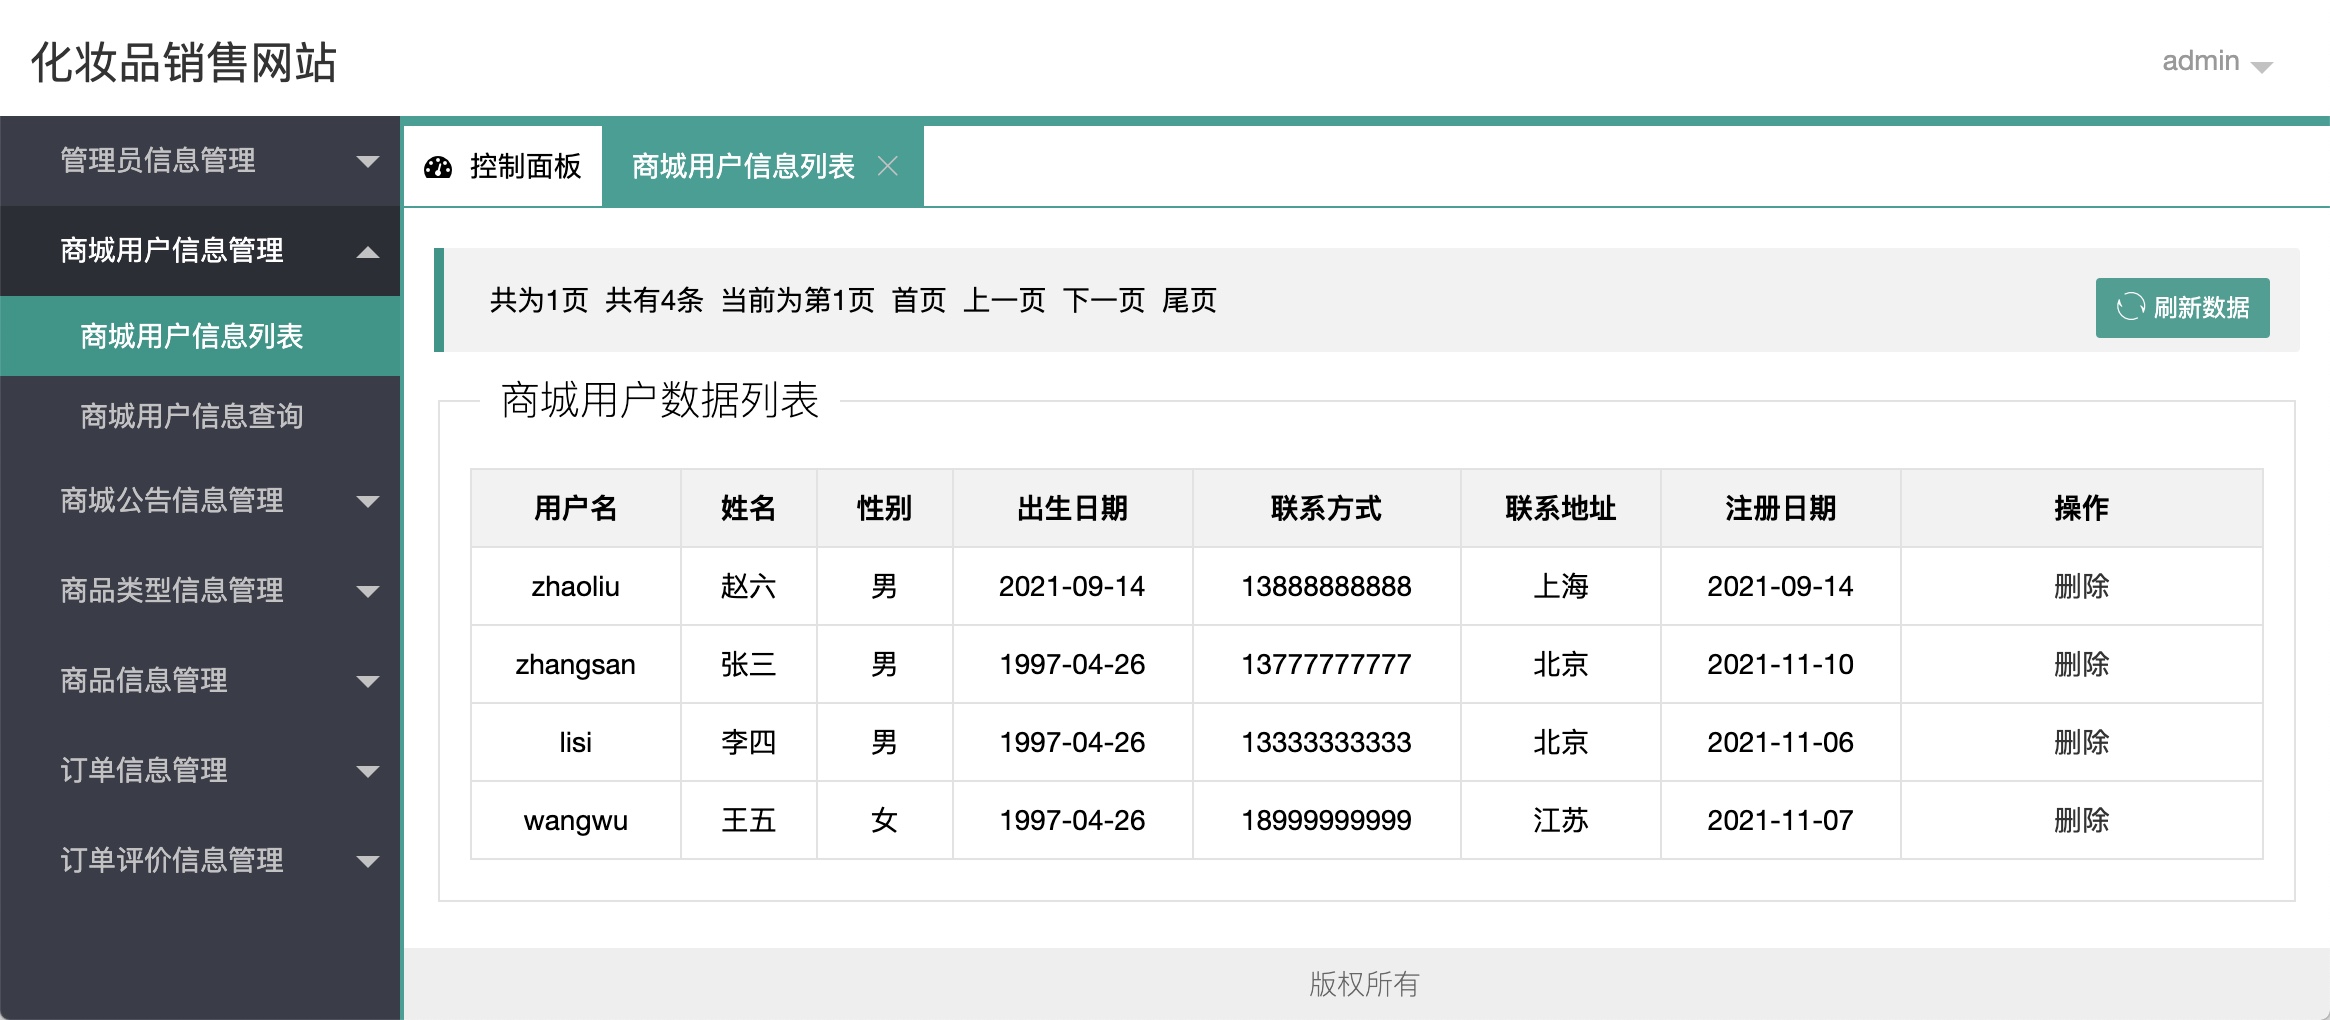 化妆品销售网站
admin
管理员信息管理
商城用户信息管理
商城用户信息列表
商城用户信息查询
商城公告信息管理
商品类型信息管理
商品信息管理
订单信息管理
订单评价信息管理
控制面板 商城用户信息列表
共为1页 共有4条 当前为第1页 首页 上一页 下一页 尾页
刷新数据
商城用户数据列表
用户名 姓名 性别 出生日期 联系方式 联系地址 注册日期 操作
zhaoliu 赵六 男 2021-09-14 13888888888 上海 2021-09-14 删除
zhangsan 张三 男 1997-04-26 13777777777 北京 2021-11-10 删除
lisi 李四 男 1997-04-26 13333333333 北京 2021-11-06 删除
wangwu 王五 女 1997-04-26 18999999999 江苏 2021-11-07 删除
版权所有